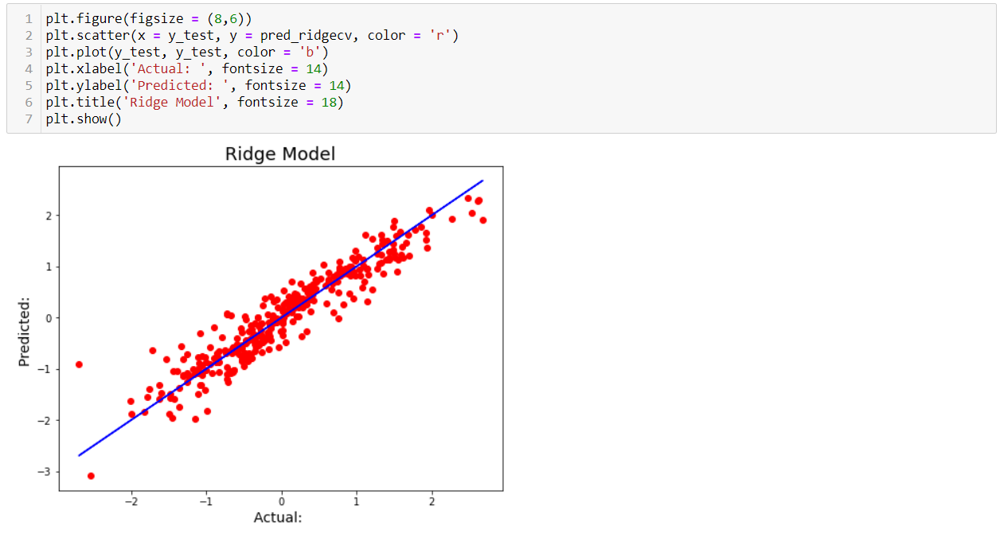 1 plt.figure(figsize = (8,6))
2 plt.scatter(x = y_test, y = pred_ridgecv, color = 'r')
3 plt.plot(y_test, y_test, color = 'b')
4 plt.xlabel('Actual: ', fontsize = 14)
5 plt.ylabel('Predicted: ', fontsize = 14)
6 plt.title('Ridge Model', fontsize = 18)
7 plt.show()
Ridge Model
Predicted:
2
1
0
−1
−2
−3
−2 −1 0 1 2
Actual: